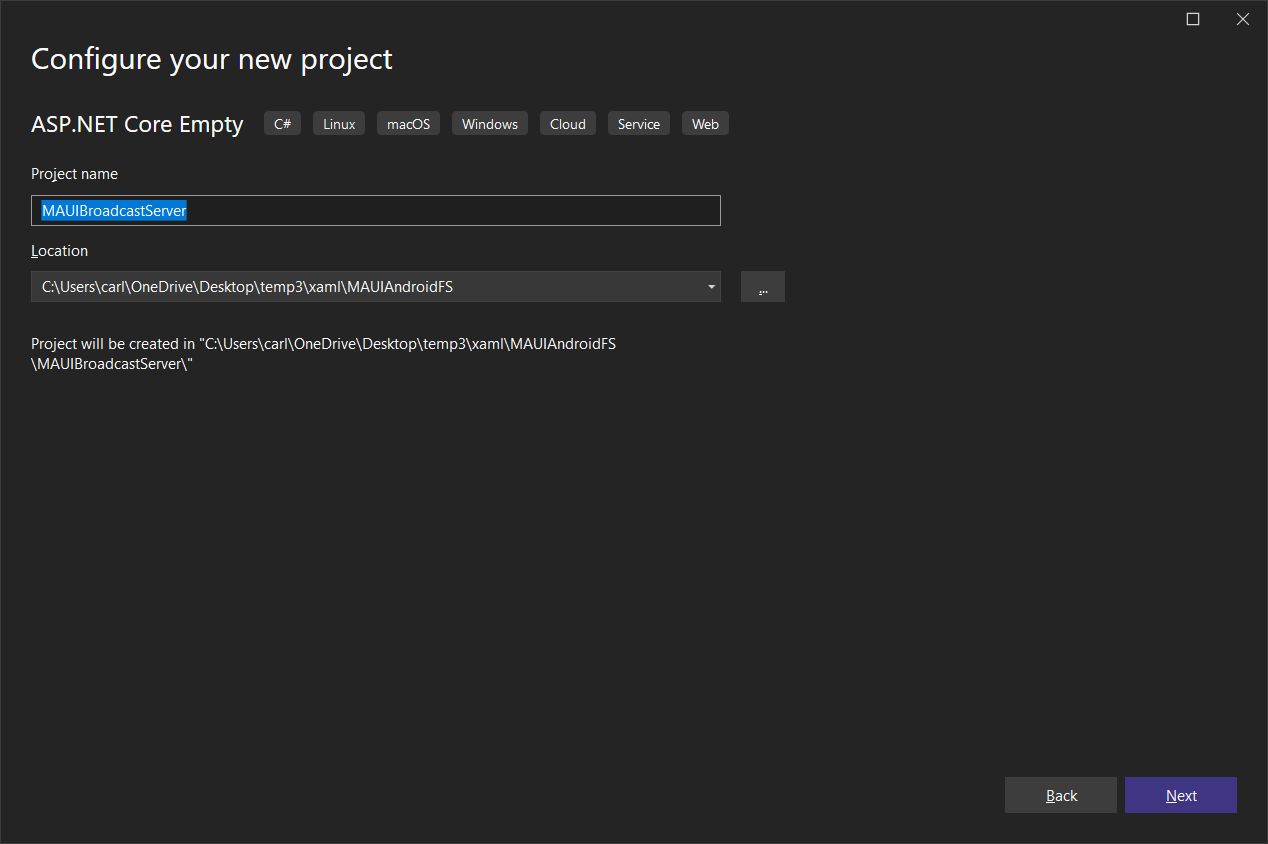 Configure your new project
ASP.NET Core Empty C# Linux macOS Windows Cloud Service Web
Project name
MAUIBroadcastServer
Location
C:\Users\carl\OneDrive\Desktop\temp3\xaml\MAUIAndroidFS
...
Project will be created in "C:\Users\carl\OneDrive\Desktop\temp3\xaml\MAUIAndroidFS
\MAUIBroadcastServer\"
Back Next